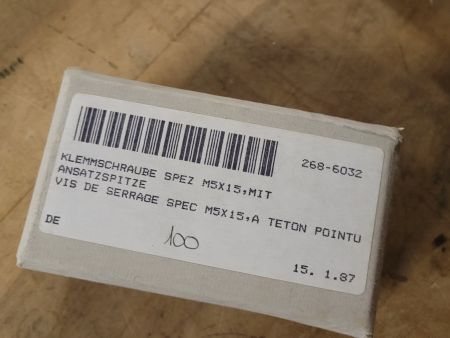 268-6032
KLEMMSCHRAUBE SPEZ M5X15,MIT
ANSATZSPITZE
VIS DE SERRAGE SPEC M5X15,A TETON POINTU
DE
100
15. 1.87